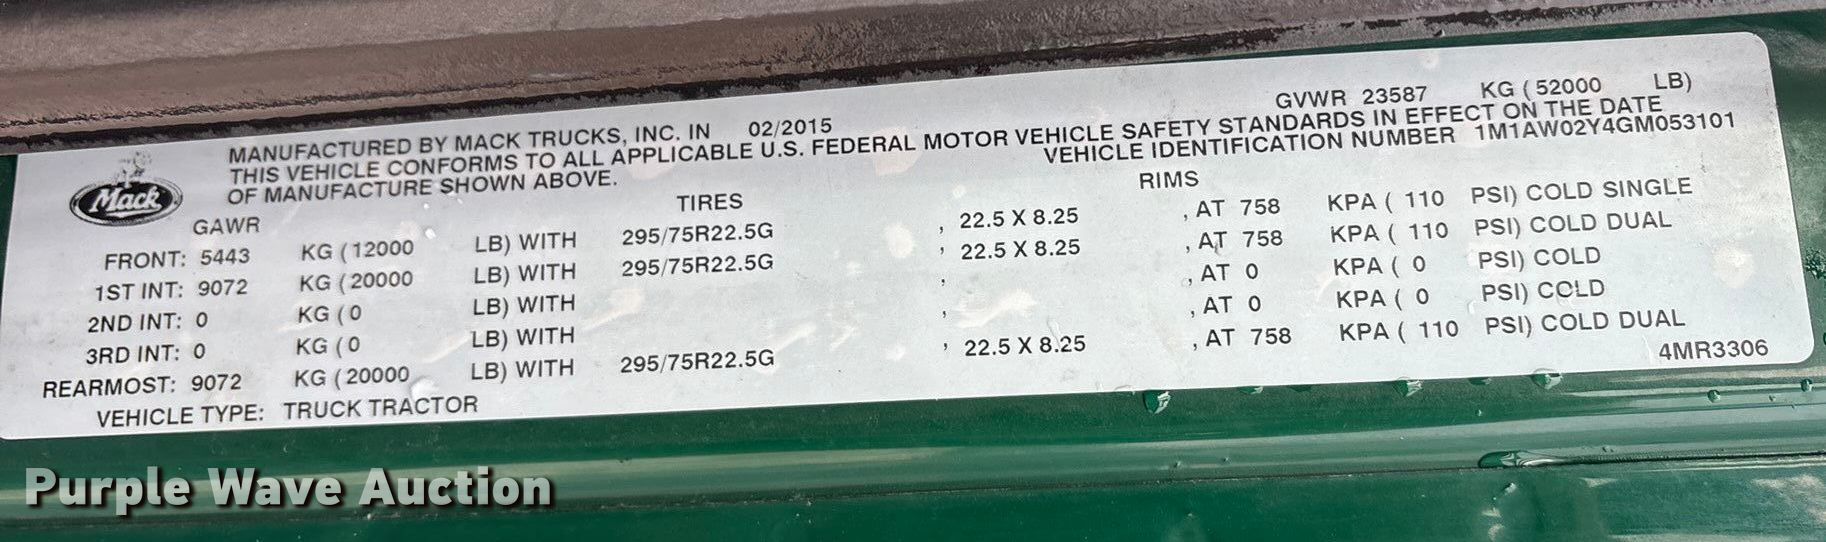 GVWR 23587 KG ( 52000 LB)
MANUFACTURED BY MACK TRUCKS, INC. IN 02/2015
THIS VEHICLE CONFORMS TO ALL APPLICABLE U.S. FEDERAL MOTOR VEHICLE SAFETY STANDARDS IN EFFECT ON THE DATE
OF MANUFACTURE SHOWN ABOVE.
VEHICLE IDENTIFICATION NUMBER 1M1AW02Y4GM053101
Mack
GAWR TIRES RIMS
FRONT: 5443 KG ( 12000 LB) WITH 295/75R22.5G , 22.5 X 8.25 , AT 758 KPA ( 110 PSI) COLD SINGLE
1ST INT: 9072 KG ( 20000 LB) WITH 295/75R22.5G , 22.5 X 8.25 , AT 758 KPA ( 110 PSI) COLD DUAL
2ND INT: 0 KG ( 0 LB) WITH , , AT 0 KPA ( 0 PSI) COLD
3RD INT: 0 KG ( 0 LB) WITH , , AT 0 KPA ( 0 PSI) COLD
REARMOST: 9072 KG ( 20000 LB) WITH 295/75R22.5G , 22.5 X 8.25 , AT 758 KPA ( 110 PSI) COLD DUAL
VEHICLE TYPE: TRUCK TRACTOR
4MR3306
Purple Wave Auction